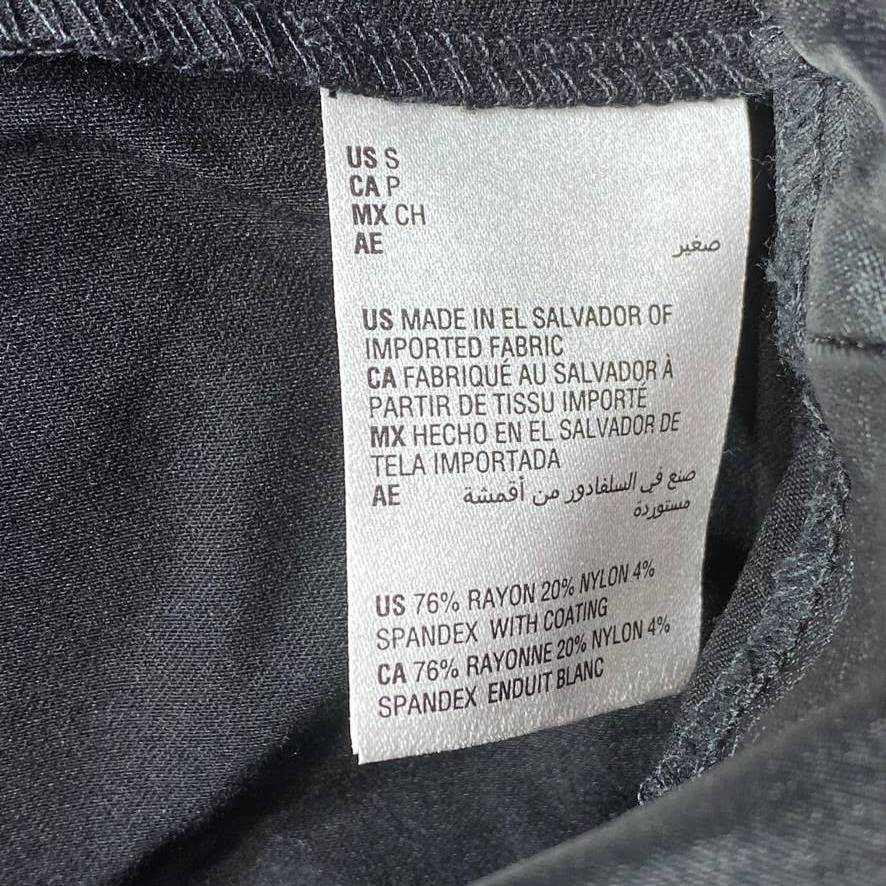 US S
CA P
MX CH
AE صغير
US MADE IN EL SALVADOR OF
IMPORTED FABRIC
CA FABRIQUÉ AU SALVADOR À
PARTIR DE TISSU IMPORTÉ
MX HECHO EN EL SALVADOR DE
TELA IMPORTADA
AE صنع في السلفادور من أقمشة
مستوردة
US 76% RAYON 20% NYLON 4%
SPANDEX WITH COATING
CA 76% RAYONNE 20% NYLON 4%
SPANDEX ENDUIT BLANC